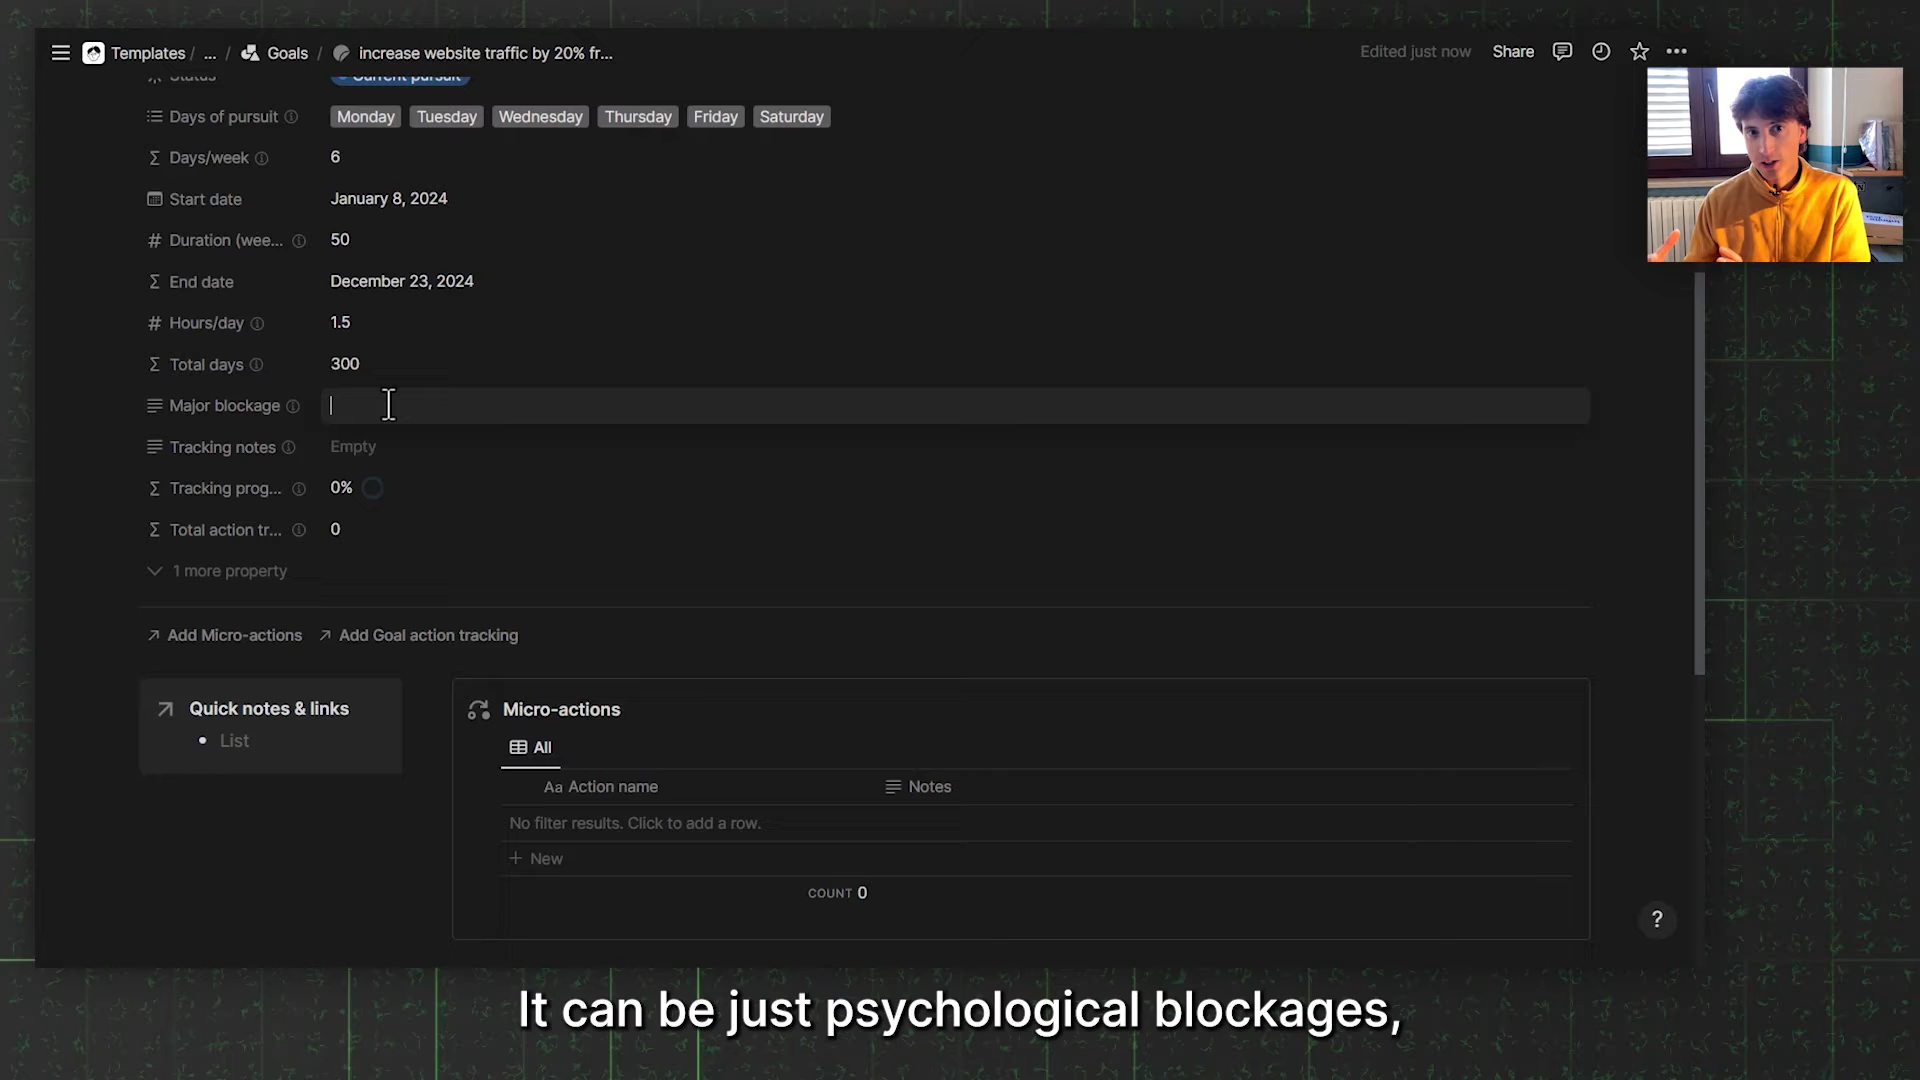 Templates / ... / Goals / increase website traffic by 20% fr...
Edited just now Share
Status Current pursuit
Days of pursuit Monday Tuesday Wednesday Thursday Friday Saturday
Days/week 6
Start date January 8, 2024
Duration (wee... 50
End date December 23, 2024
Hours/day 1.5
Total days 300
Major blockage
Tracking notes Empty
Tracking prog... 0%
Total action tr... 0
1 more property
Add Micro-actions Add Goal action tracking
Quick notes & links
• List
Micro-actions
All
Aa Action name Notes
No filter results. Click to add a row.
+ New
COUNT 0
?
It can be just psychological blockages,